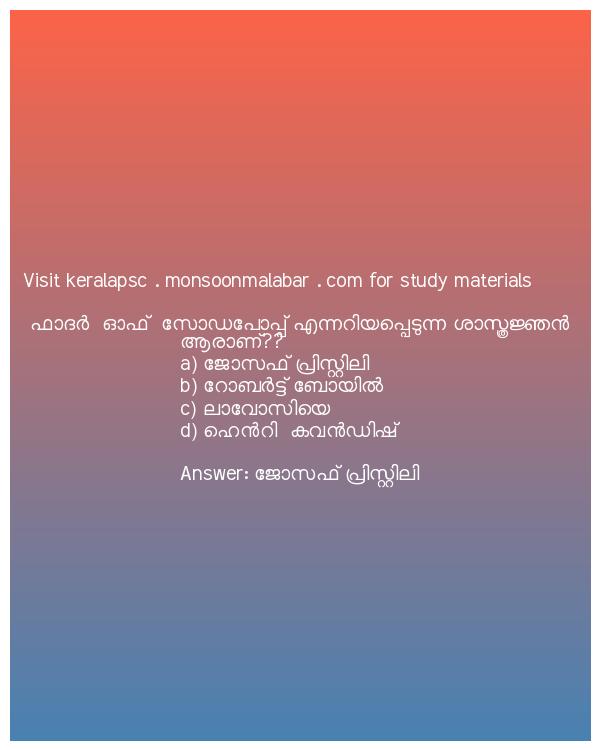 Visit keralapsc . monsoonmalabar . com for study materials
ഫാദർ ഓഫ് സോഡപോപ്പ് എന്നറിയപ്പെടുന്ന ശാസ്ത്രജ്ഞൻ
ആരാണ്??
a) ജോസഫ് പ്രിസ്റ്റിലി
b) റോബർട്ട് ബോയിൽ
c) ലാവോസിയെ
d) ഹെൻറി കവൻഡിഷ്
Answer: ജോസഫ് പ്രിസ്റ്റിലി